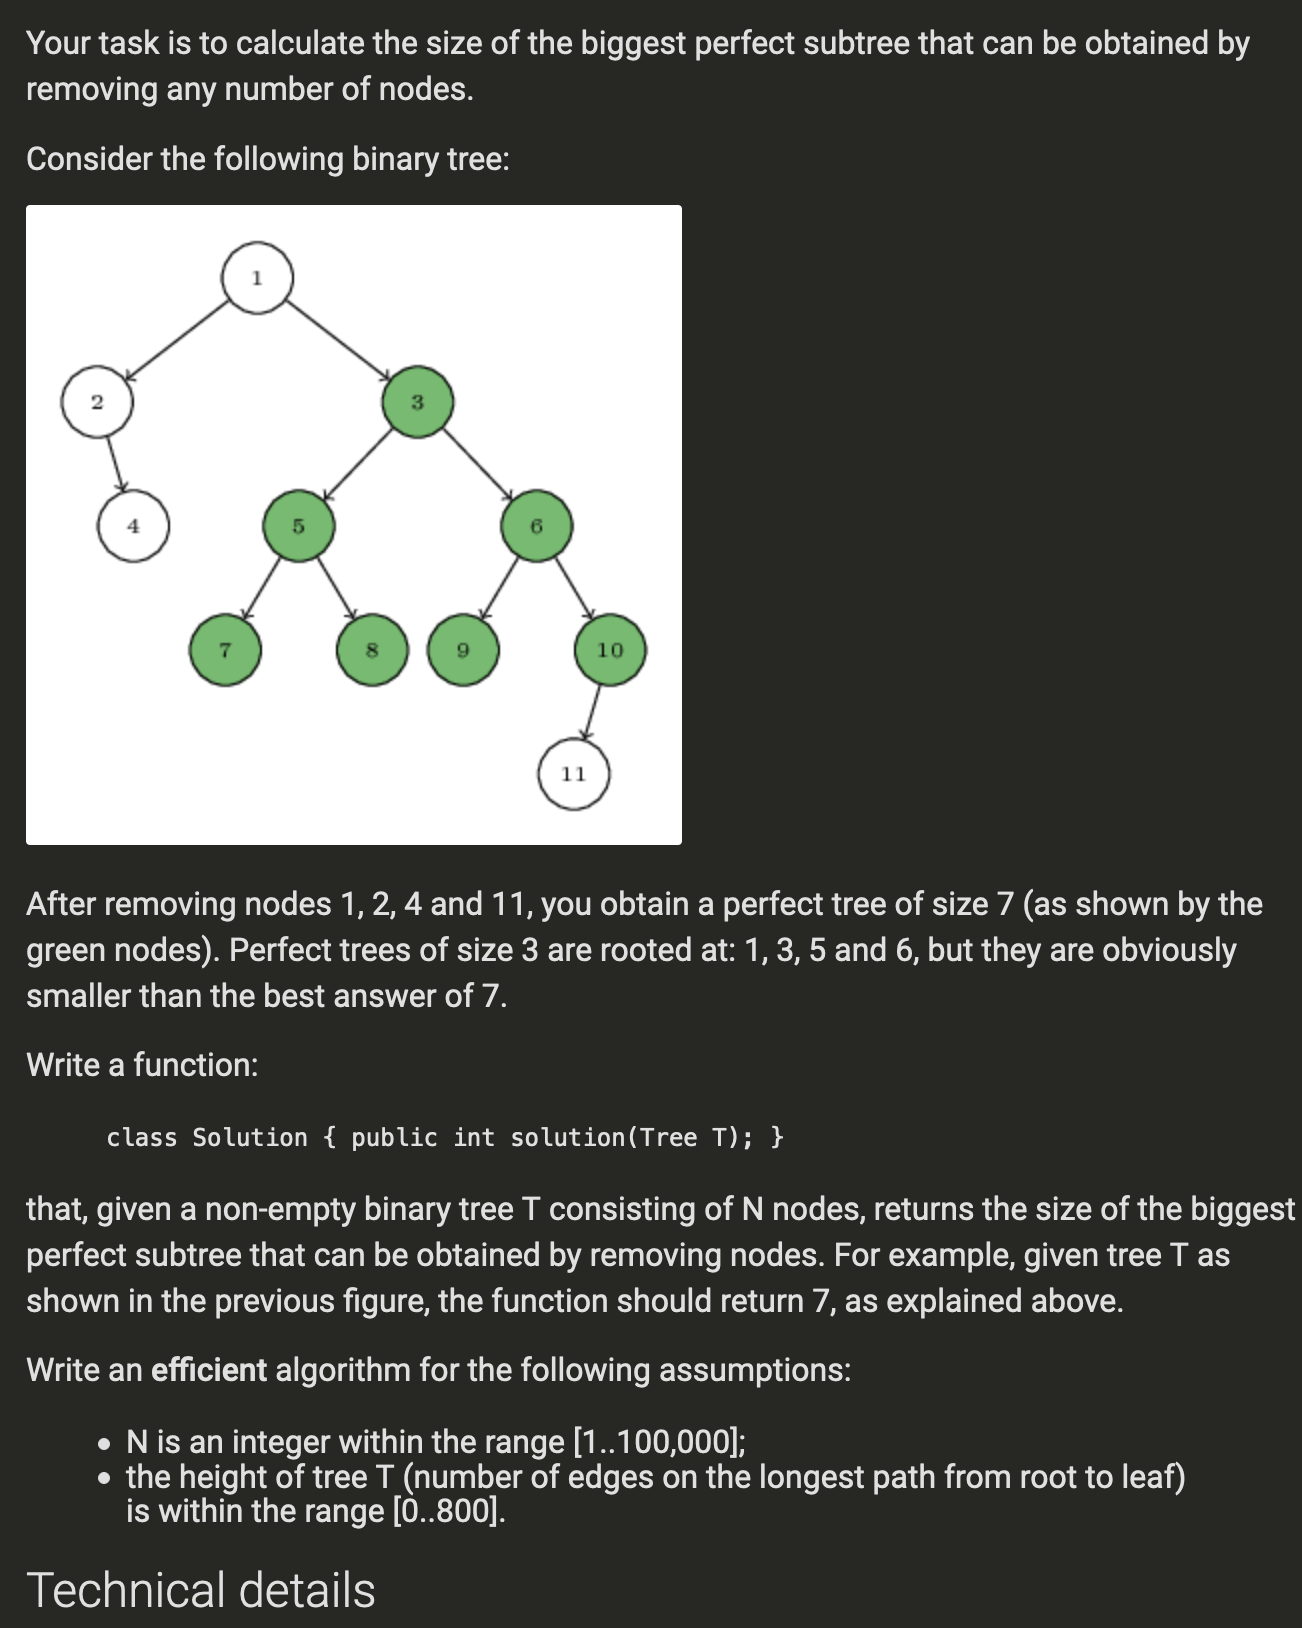 Your task is to calculate the size of the biggest perfect subtree that can be obtained by
removing any number of nodes.
Consider the following binary tree:
1
2
3
4
5
6
7
8
9
10
11
After removing nodes 1, 2, 4 and 11, you obtain a perfect tree of size 7 (as shown by the
green nodes). Perfect trees of size 3 are rooted at: 1, 3, 5 and 6, but they are obviously
smaller than the best answer of 7.
Write a function:
class Solution { public int solution(Tree T); }
that, given a non-empty binary tree T consisting of N nodes, returns the size of the biggest
perfect subtree that can be obtained by removing nodes. For example, given tree T as
shown in the previous figure, the function should return 7, as explained above.
Write an efficient algorithm for the following assumptions:
• N is an integer within the range [1..100,000];
• the height of tree T (number of edges on the longest path from root to leaf)
is within the range [0..800].
Technical details